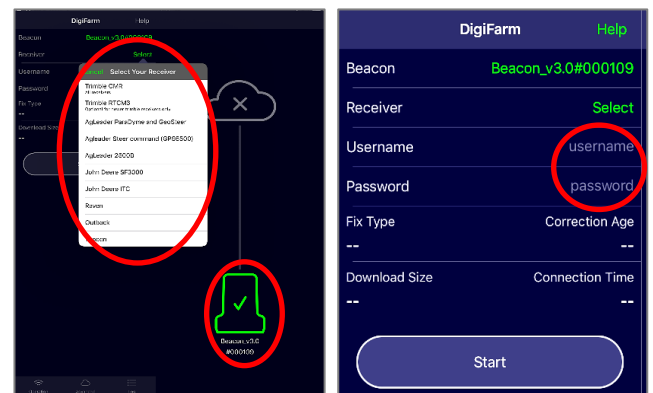 DigiFarm Help
Beacon Beacon_v3.0#000109
Receiver Select
Username
Password
Fix Type
--
Download Size
--
Cancel Select Your Receiver
Trimble CMR
all receivers
Trimble RTCM3
AgLeader ParaDyme and GeoSteer
Agleader Steer command (GPS6500)
AgLeader 2500B
John Deere SF3000
John Deere ITC
Raven
Outback
Beacon_v3.0
#000109
DigiFarm Help
Beacon Beacon_v3.0#000109
Receiver Select
Username username
Password password
Fix Type Correction Age
-- --
Download Size Connection Time
-- --
Start